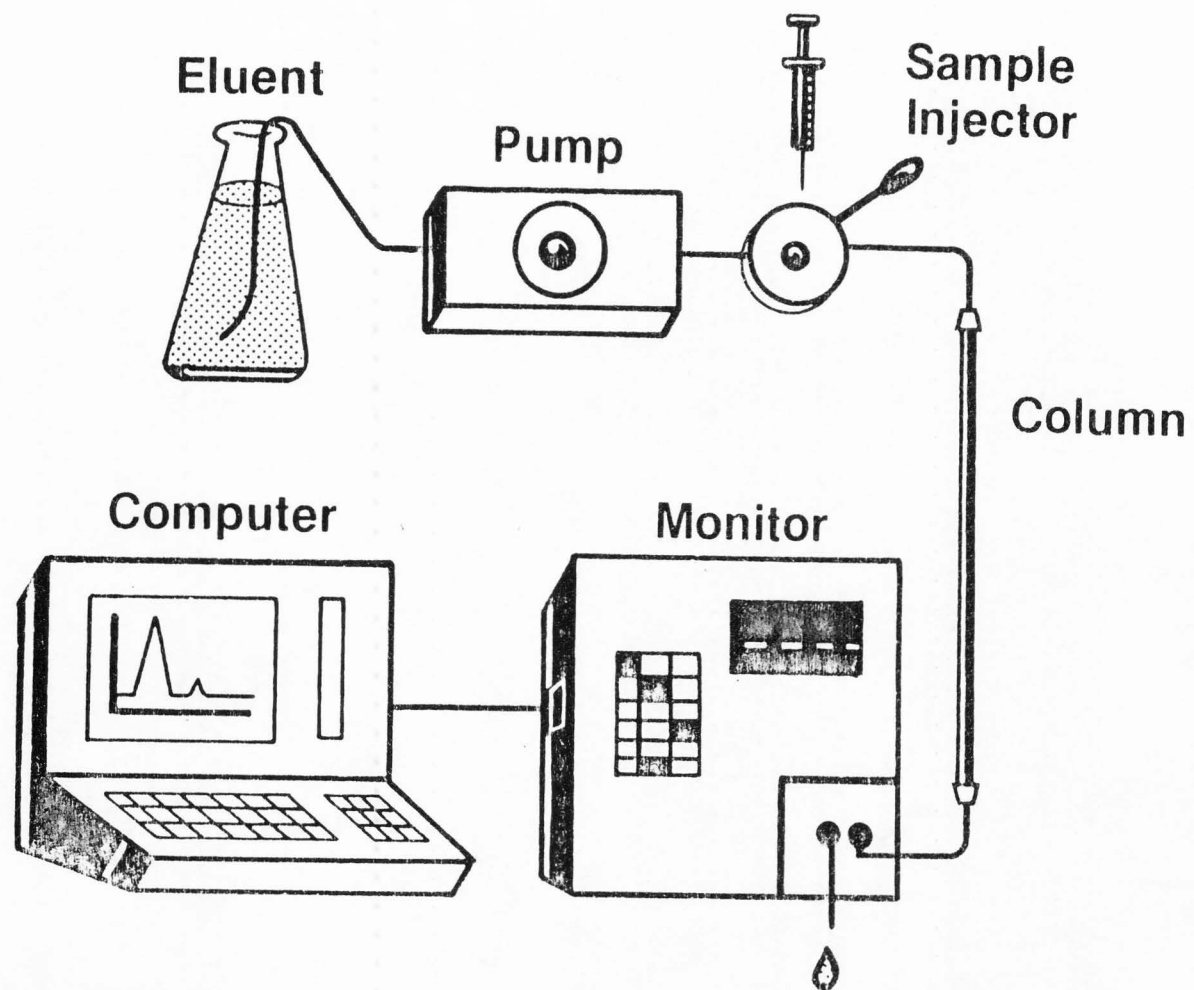 Eluent
Pump
Sample
Injector
Column
Computer
Monitor